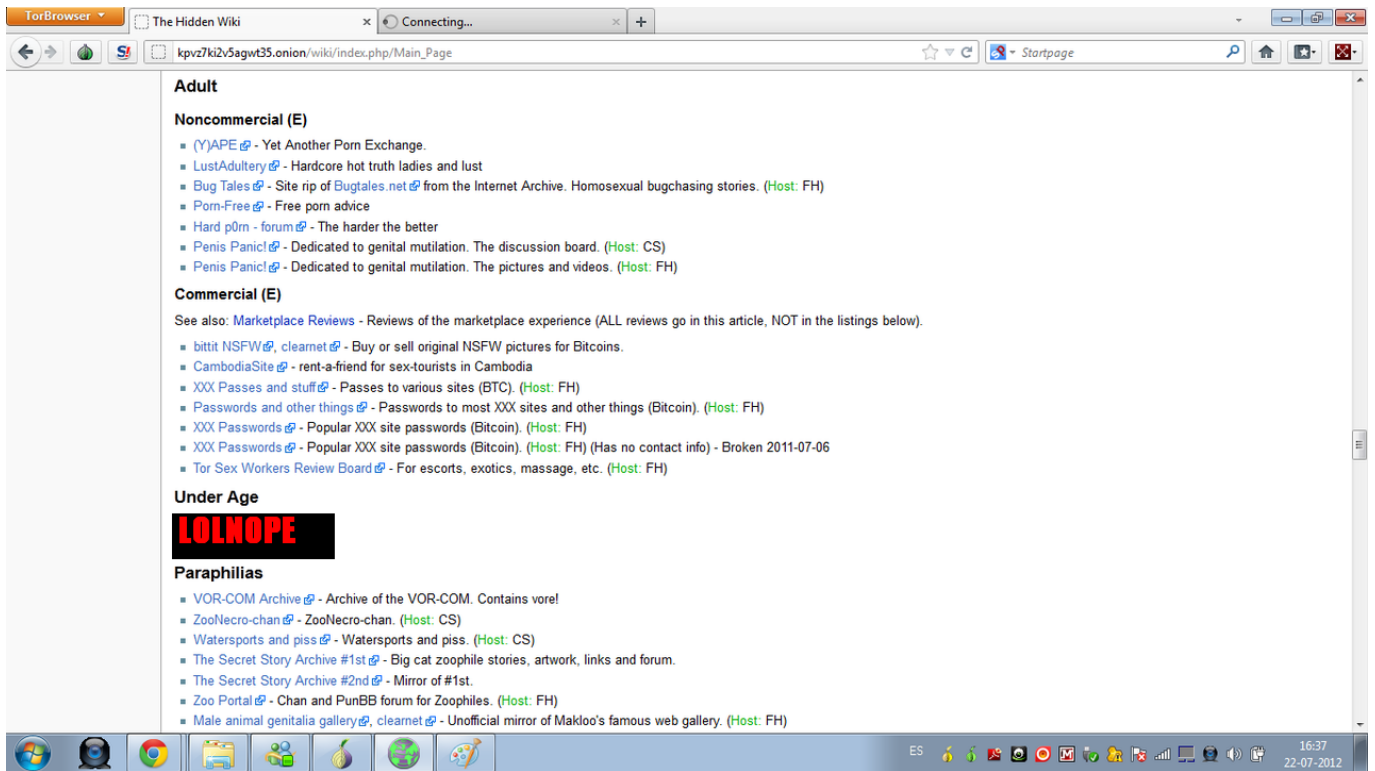 TorBrowser
The Hidden Wiki
Connecting...
kpvz7ki2v5agwt35.onion/wiki/index.php/Main_Page
Startpage
Adult
Noncommercial (E)
(Y)APE - Yet Another Porn Exchange.
LustAdultery - Hardcore hot truth ladies and lust
Bug Tales - Site rip of Bugtales.net from the Internet Archive. Homosexual bugchasing stories. (Host: FH)
Porn-Free - Free porn advice
Hard p0rn - forum - The harder the better
Penis Panic! - Dedicated to genital mutilation. The discussion board. (Host: CS)
Penis Panic! - Dedicated to genital mutilation. The pictures and videos. (Host: FH)
Commercial (E)
See also: Marketplace Reviews - Reviews of the marketplace experience (ALL reviews go in this article, NOT in the listings below).
bittit NSFW, clearnet - Buy or sell original NSFW pictures for Bitcoins.
CambodiaSite - rent-a-friend for sex-tourists in Cambodia
XXX Passes and stuff - Passes to various sites (BTC). (Host: FH)
Passwords and other things - Passwords to most XXX sites and other things (Bitcoin). (Host: FH)
XXX Passwords - Popular XXX site passwords (Bitcoin). (Host: FH)
XXX Passwords - Popular XXX site passwords (Bitcoin). (Host: FH) (Has no contact info) - Broken 2011-07-06
Tor Sex Workers Review Board - For escorts, exotics, massage, etc. (Host: FH)
Under Age
LOLNOPE
Paraphilias
VOR-COM Archive - Archive of the VOR-COM. Contains vore!
ZooNecro-chan - ZooNecro-chan. (Host: CS)
Watersports and piss - Watersports and piss. (Host: CS)
The Secret Story Archive #1st - Big cat zoophile stories, artwork, links and forum.
The Secret Story Archive #2nd - Mirror of #1st.
Zoo Portal - Chan and PunBB forum for Zoophiles. (Host: FH)
Male animal genitalia gallery, clearnet - Unofficial mirror of Makloo's famous web gallery. (Host: FH)
ES
16:37
22-07-2012